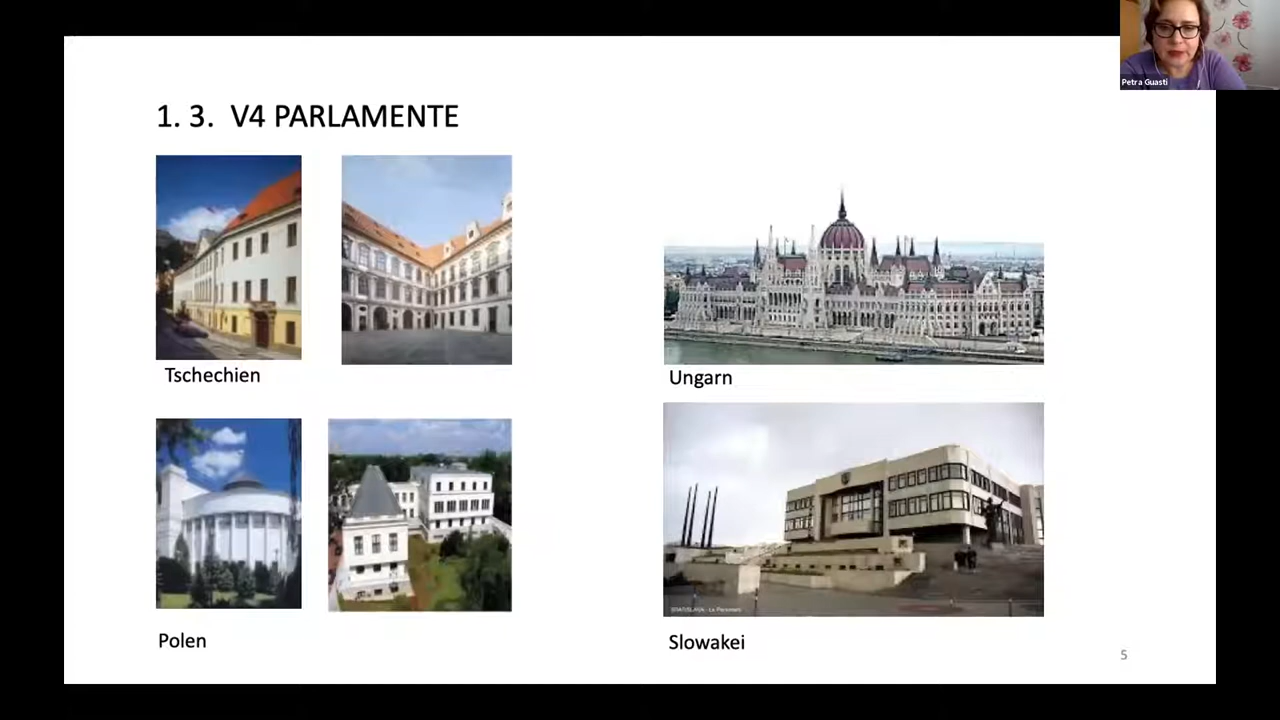 Petra Guasti
1. 3. V4 PARLAMENTE
Tschechien
Ungarn
Polen
Slowakei
5